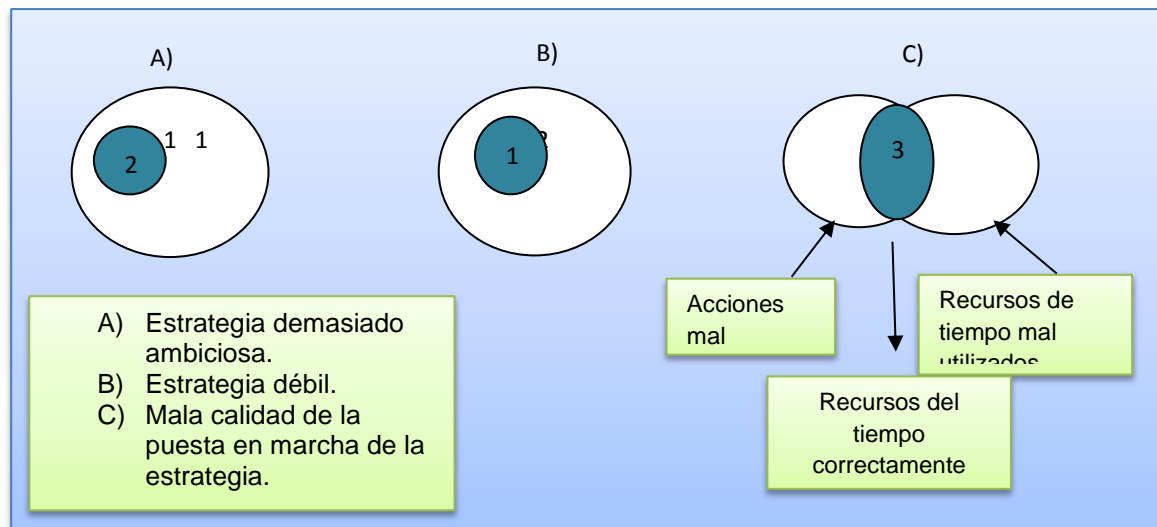 A)
B)
C)
1 1
2
1
3
Acciones
mal
Recursos de
tiempo mal
utilizados
Recursos del
tiempo
correctamente
A) Estrategia demasiado
ambiciosa.
B) Estrategia débil.
C) Mala calidad de la
puesta en marcha de la
estrategia.